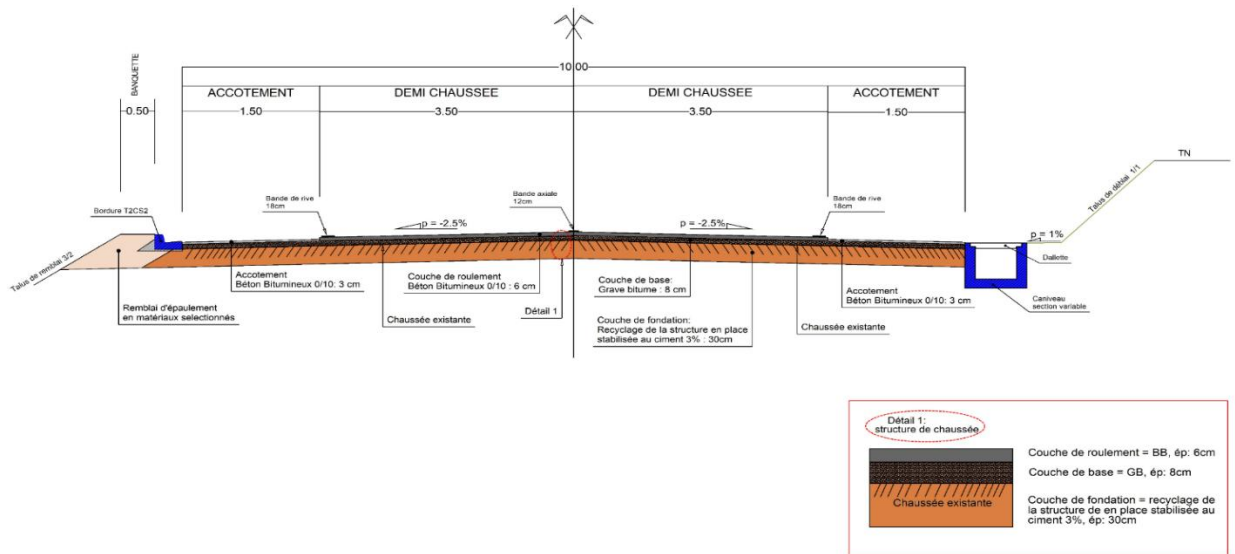 10.00
BANQUETTE
ACCOTEMENT
DEMI CHAUSSEE
DEMI CHAUSSEE
ACCOTEMENT
0.50
1.50
3.50
3.50
1.50
TN
Talus de déblai 1/1
Bande de rive
18cm
Bande axiale
12cm
Bande de rive
18cm
Bordure T2CS2
p = -2.5%
p = -2.5%
p = 1%
Dallette
Talus de remblai 3/2
Accotement
Béton Bitumineux 0/10: 3 cm
Couche de roulement
Béton Bitumineux 0/10 : 6 cm
Couche de base:
Grave bitume : 8 cm
Accotement
Béton Bitumineux 0/10: 3 cm
Caniveau
section variable
Remblai d'épaulement
en matériaux selectionnés
Chaussée existante
Détail 1
Couche de fondation:
Recyclage de la structure en place
stabilisée au ciment 3% : 30cm
Chaussée existante
Détail 1:
structure de chaussée
Couche de roulement = BB, ép: 6cm
Couche de base = GB, ép: 8cm
Chaussée existante
Couche de fondation = recyclage de
la structure de en place stabilisée au
ciment 3%, ép: 30cm